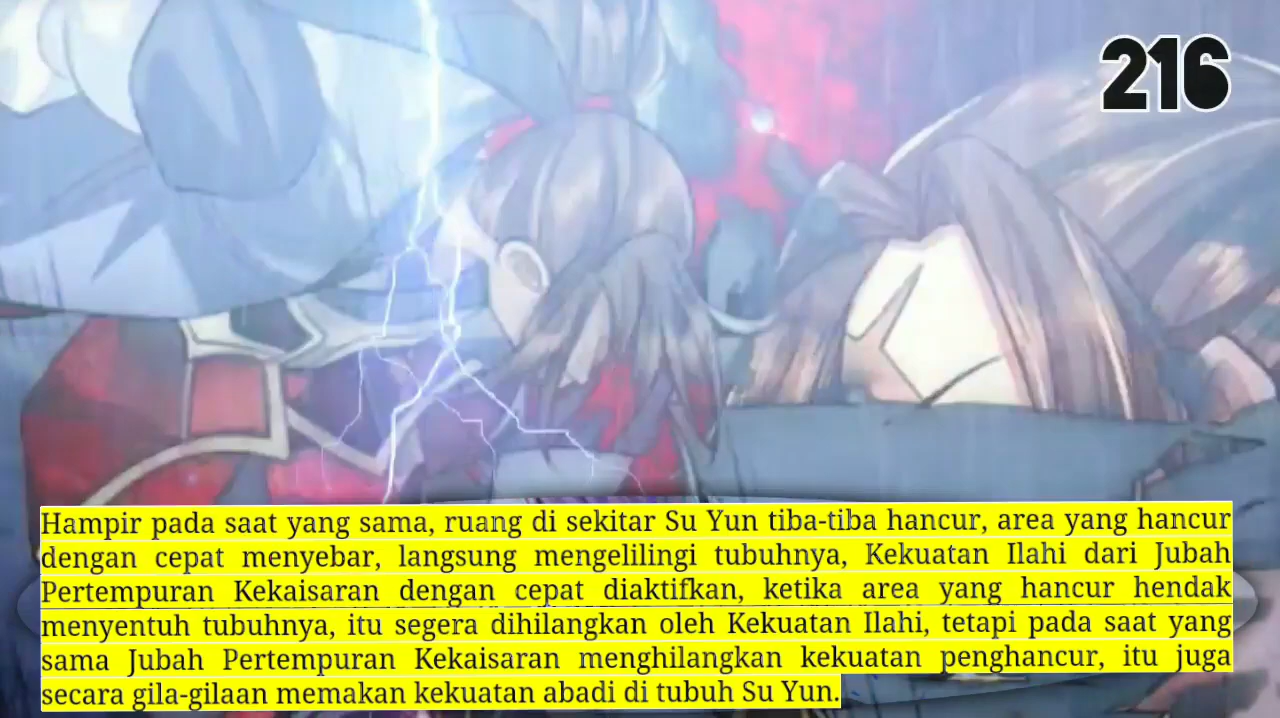 216
Hampir pada saat yang sama, ruang di sekitar Su Yun tiba-tiba hancur, area yang hancur
dengan cepat menyebar, langsung mengelilingi tubuhnya, Kekuatan Ilahi dari Jubah
Pertempuran Kekaisaran dengan cepat diaktifkan, ketika area yang hancur hendak
menyentuh tubuhnya, itu segera dihilangkan oleh Kekuatan Ilahi, tetapi pada saat yang
sama Jubah Pertempuran Kekaisaran menghilangkan kekuatan penghancur, itu juga
secara gila-gilaan memakan kekuatan abadi di tubuh Su Yun.